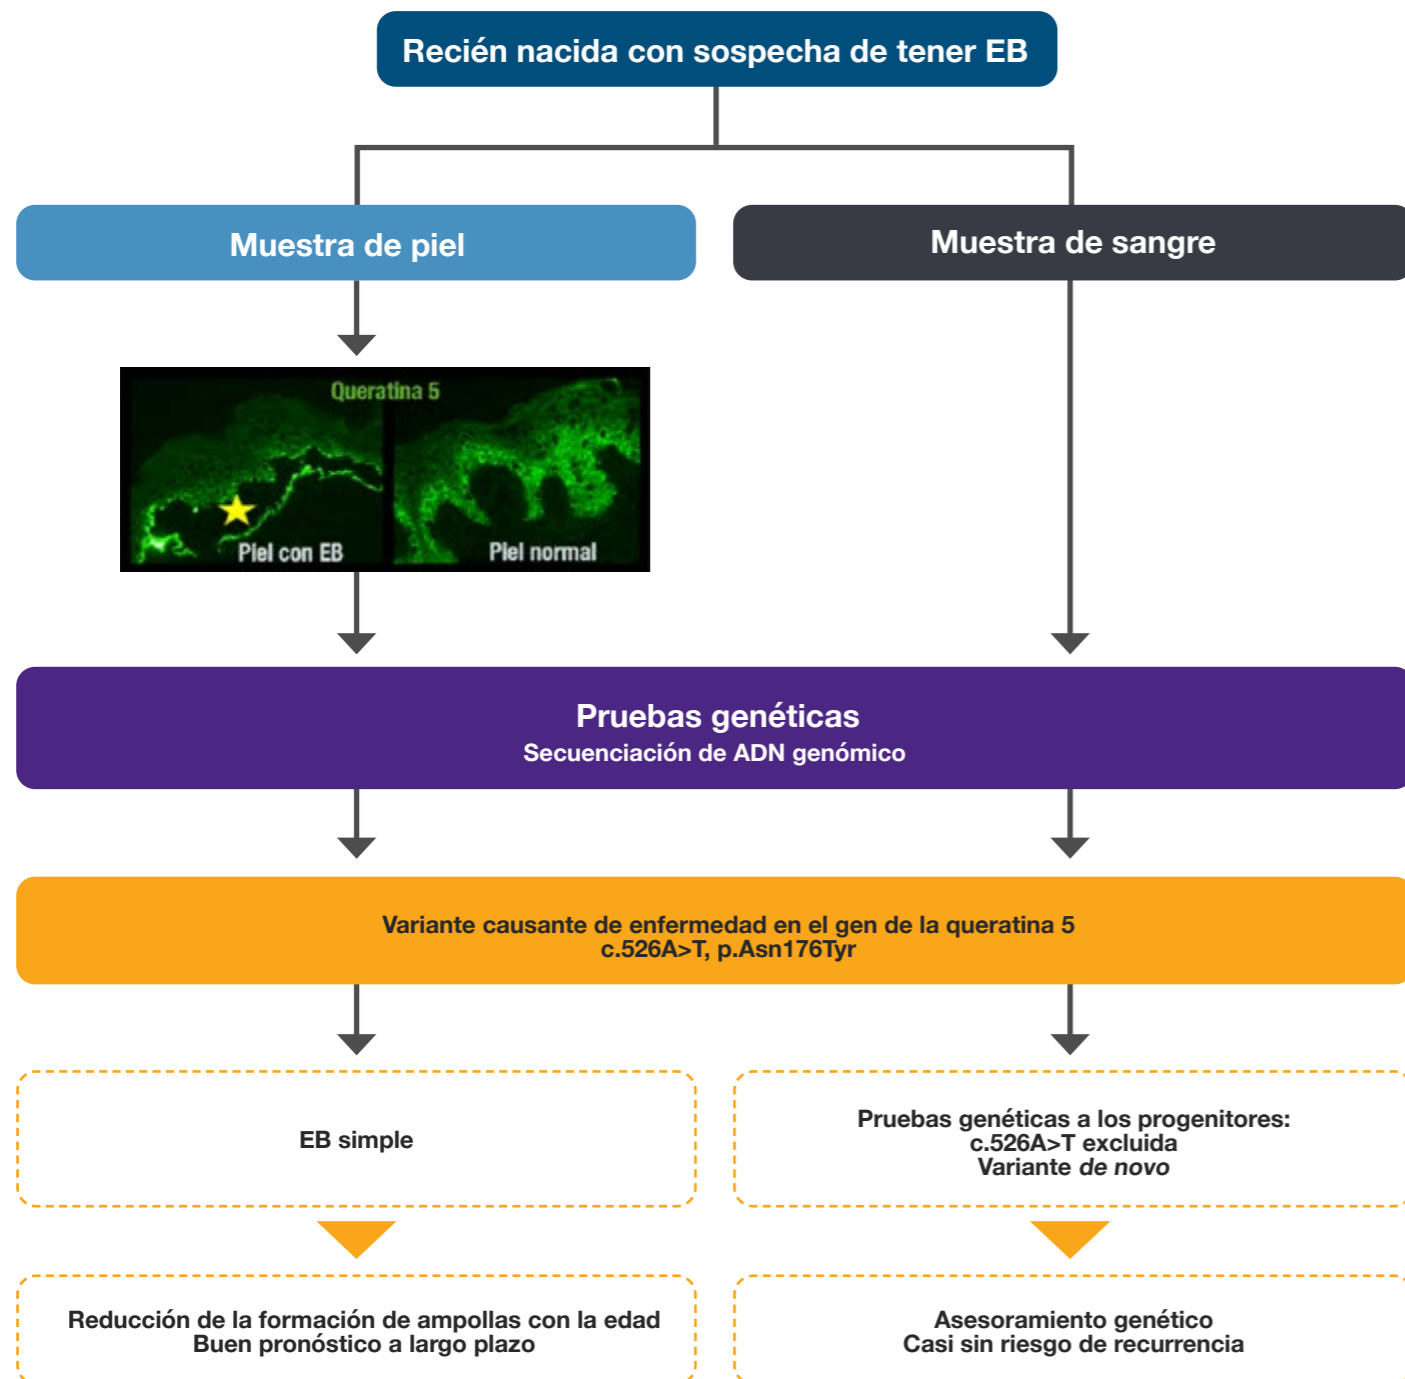 Recién nacida con sospecha de tener EB
Muestra de piel
Muestra de sangre
Queratina 5
Piel con EB
Piel normal
Pruebas genéticas
Secuenciación de ADN genómico
Variante causante de enfermedad en el gen de la queratina 5
c.526A>T, p.Asn176Tyr
EB simple
Pruebas genéticas a los progenitores:
c.526A>T excluida
Variante de novo
Reducción de la formación de ampollas con la edad
Buen pronóstico a largo plazo
Asesoramiento genético
Casi sin riesgo de recurrencia